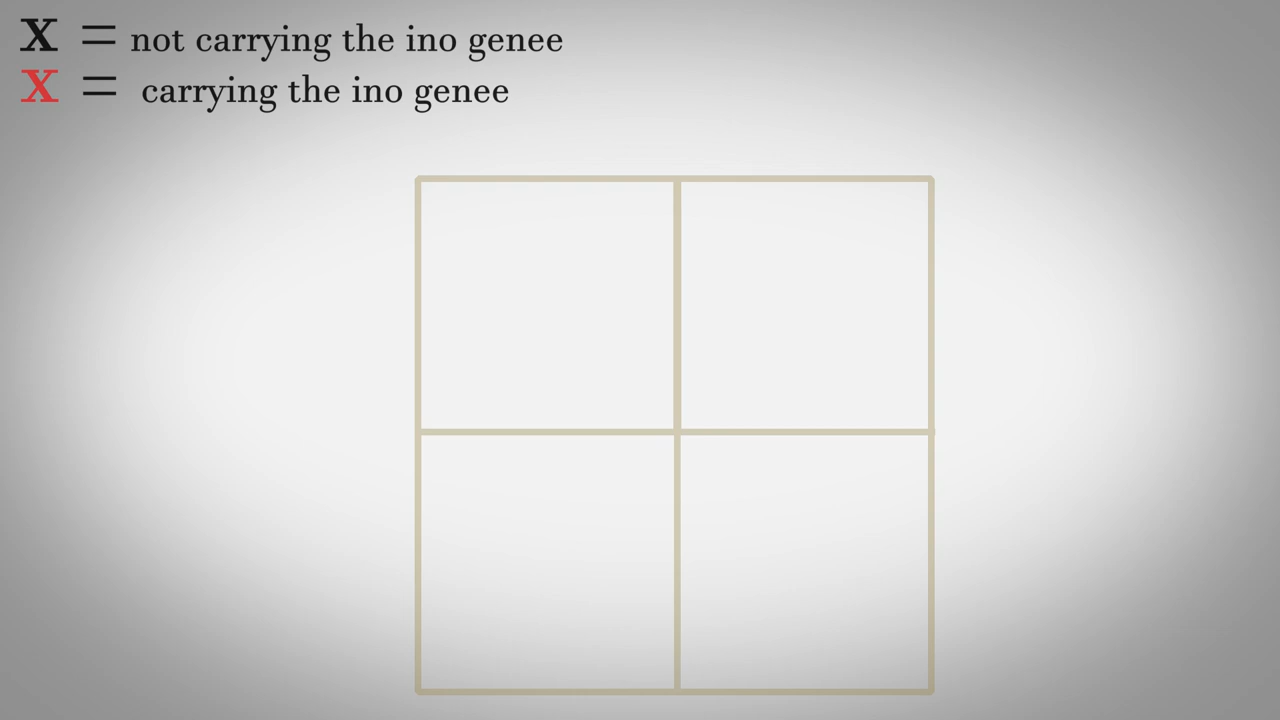 X = not carrying the ino genee
X = carrying the ino genee